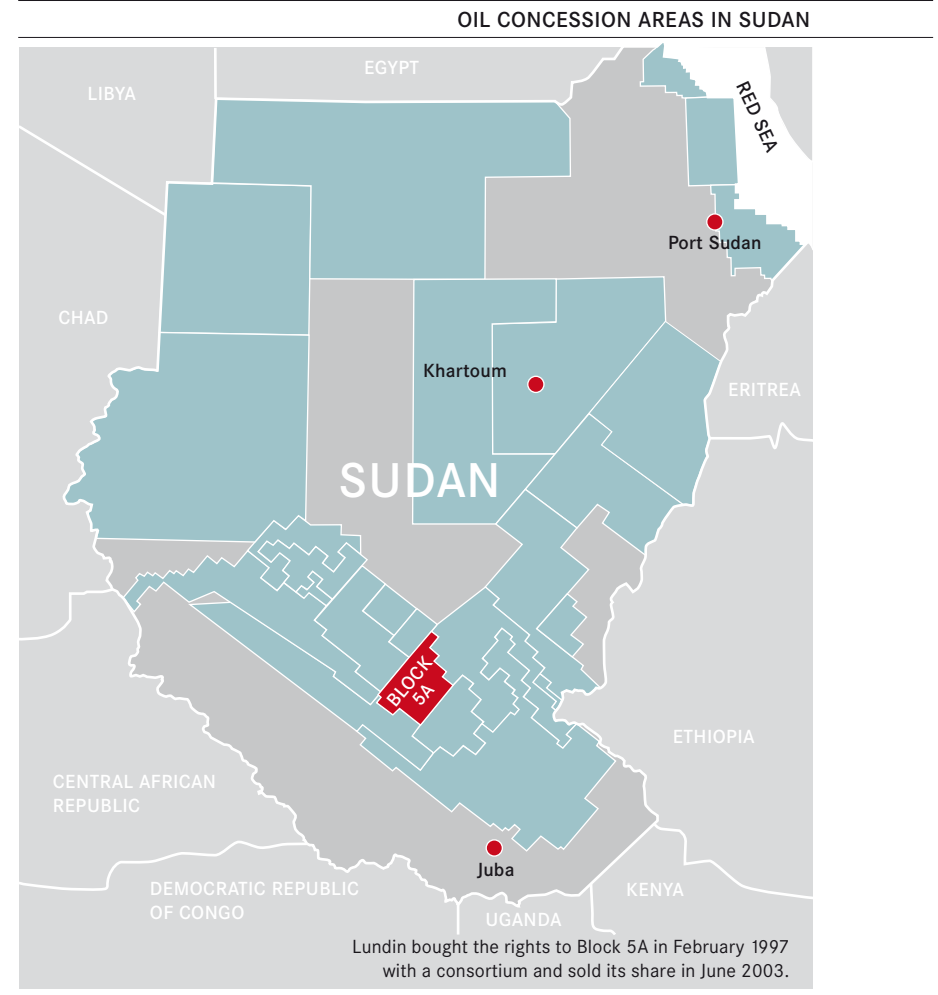 OIL CONCESSION AREAS IN SUDAN
EGYPT
LIBYA
RED SEA
Port Sudan
CHAD
Khartoum
ERITREA
SUDAN
BLOCK
5A
ETHIOPIA
CENTRAL AFRICAN
REPUBLIC
Juba
DEMOCRATIC REPUBLIC
OF CONGO
KENYA
UGANDA
Lundin bought the rights to Block 5A in February 1997
with a consortium and sold its share in June 2003.